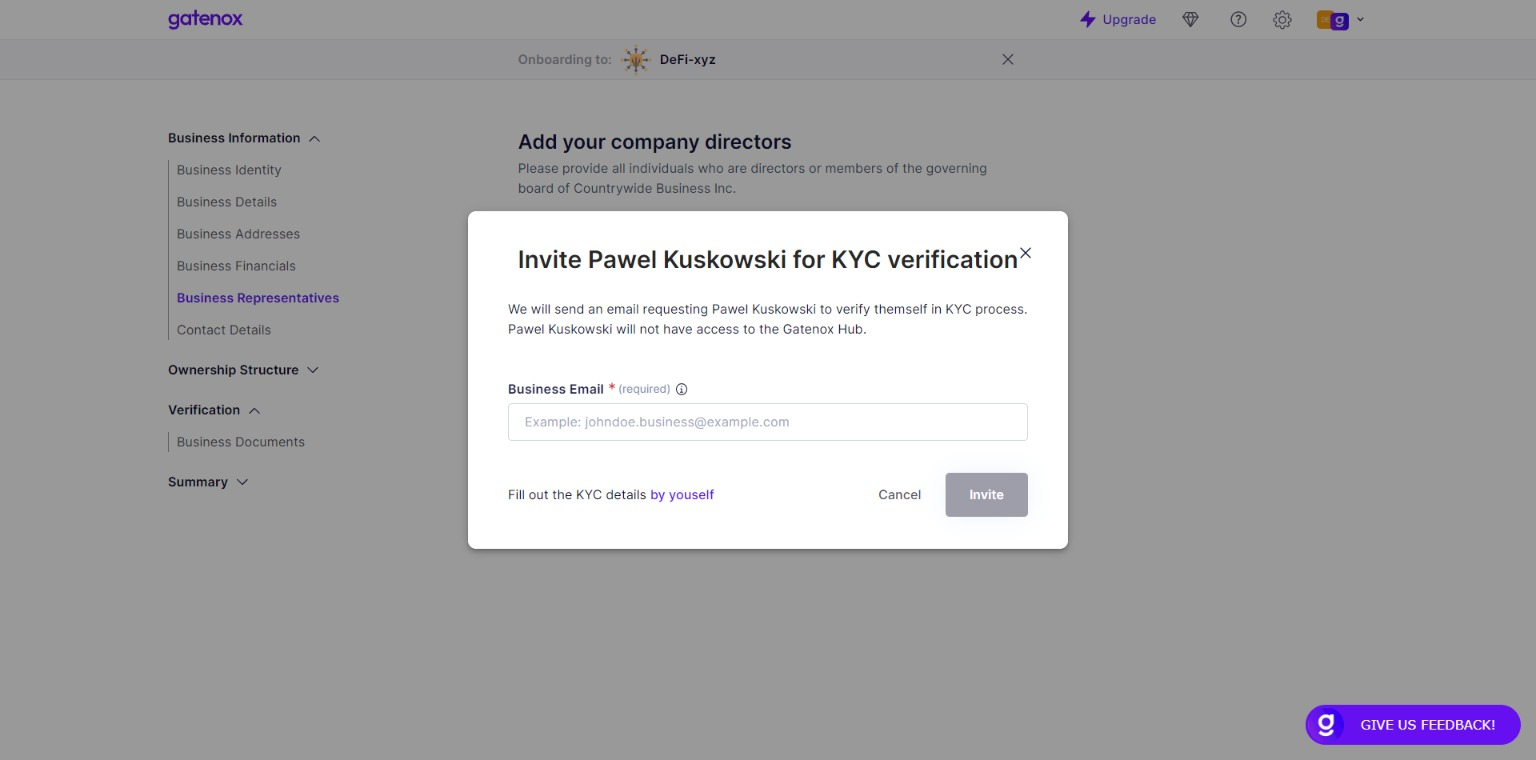 gatenox
Upgrade
Onboarding to: DeFi-xyz
Business Information
Business Identity
Business Details
Business Addresses
Business Financials
Business Representatives
Contact Details
Ownership Structure
Verification
Business Documents
Summary
Add your company directors
Please provide all individuals who are directors or members of the governing
board of Countrywide Business Inc.
Invite Pawel Kuskowski for KYC verification
We will send an email requesting Pawel Kuskowski to verify themself in KYC process.
Pawel Kuskowski will not have access to the Gatenox Hub.
Business Email * (required)
Example: johndoe.business@example.com
Fill out the KYC details by youself
Cancel
Invite
g GIVE US FEEDBACK!